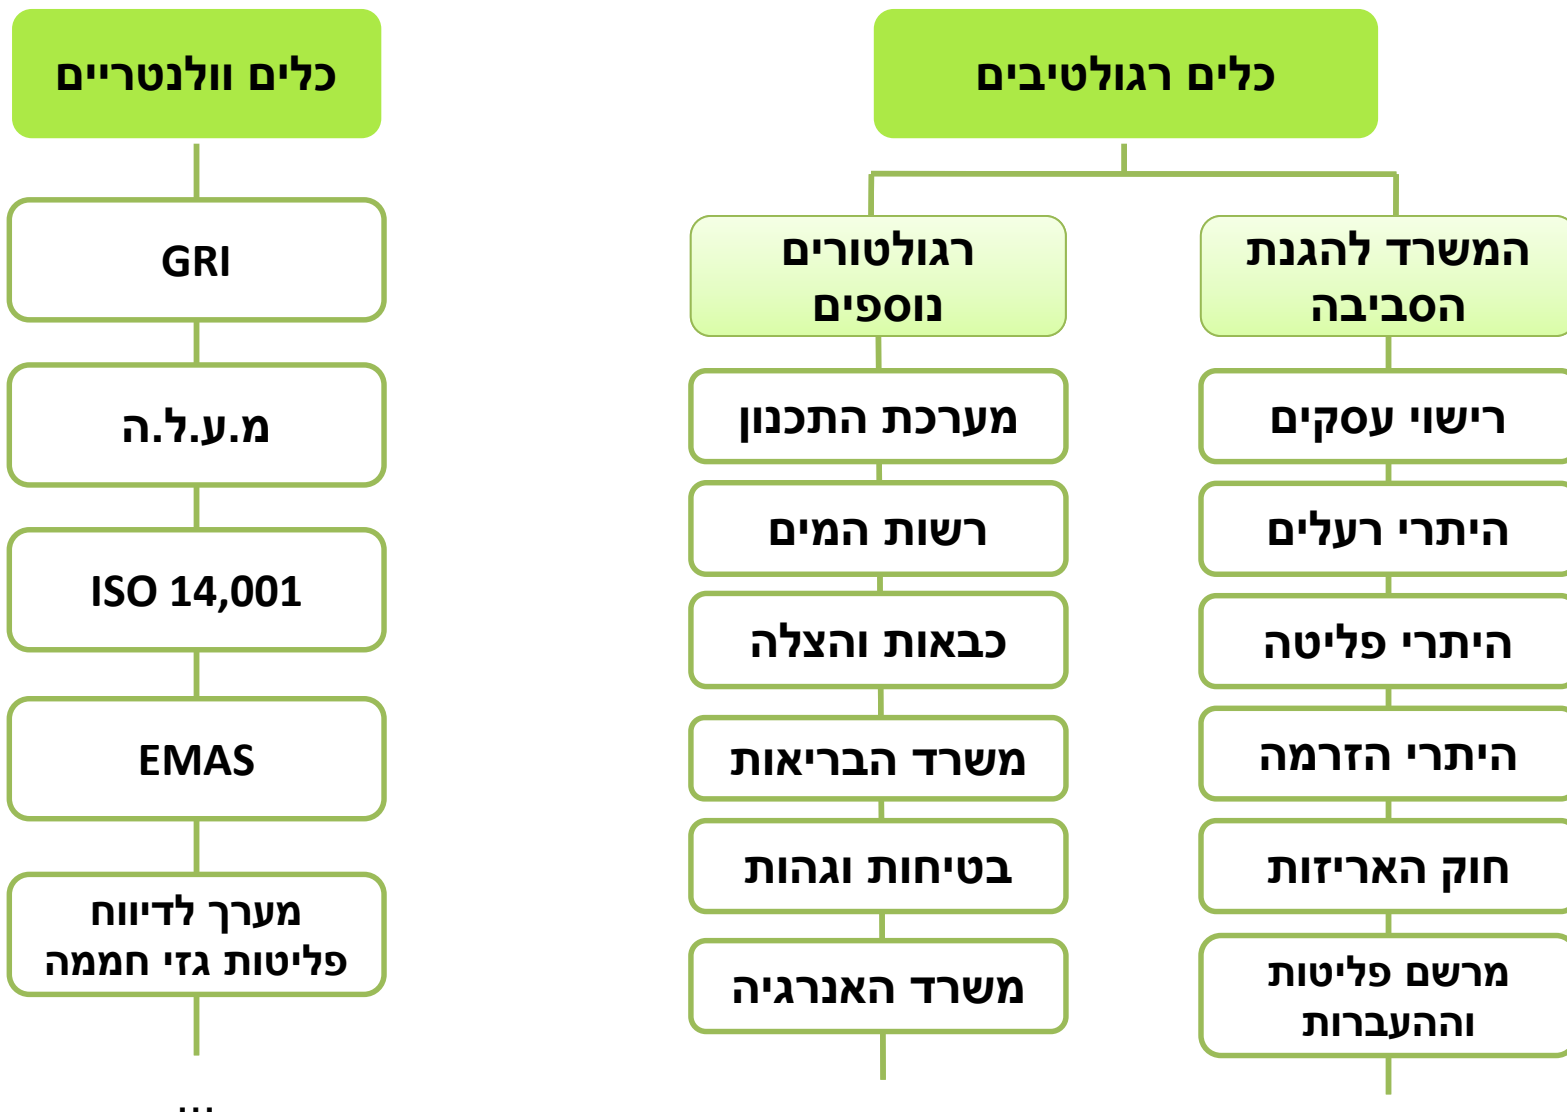 כלים רגולטיבים
המשרד להגנת
הסביבה
רישוי עסקים
היתרי רעלים
היתרי פליטה
היתרי הזרמה
חוק האריזות
מרשם פליטות
וההעברות
רגולטורים
נוספים
מערכת התכנון
רשות המים
כבאות והצלה
משרד הבריאות
בטיחות וגהות
משרד האנרגיה
כלים וולנטריים
GRI
מ.ע.ל.ה
ISO 14,001
EMAS
מערך לדיווח
פליטות גזי חממה
...